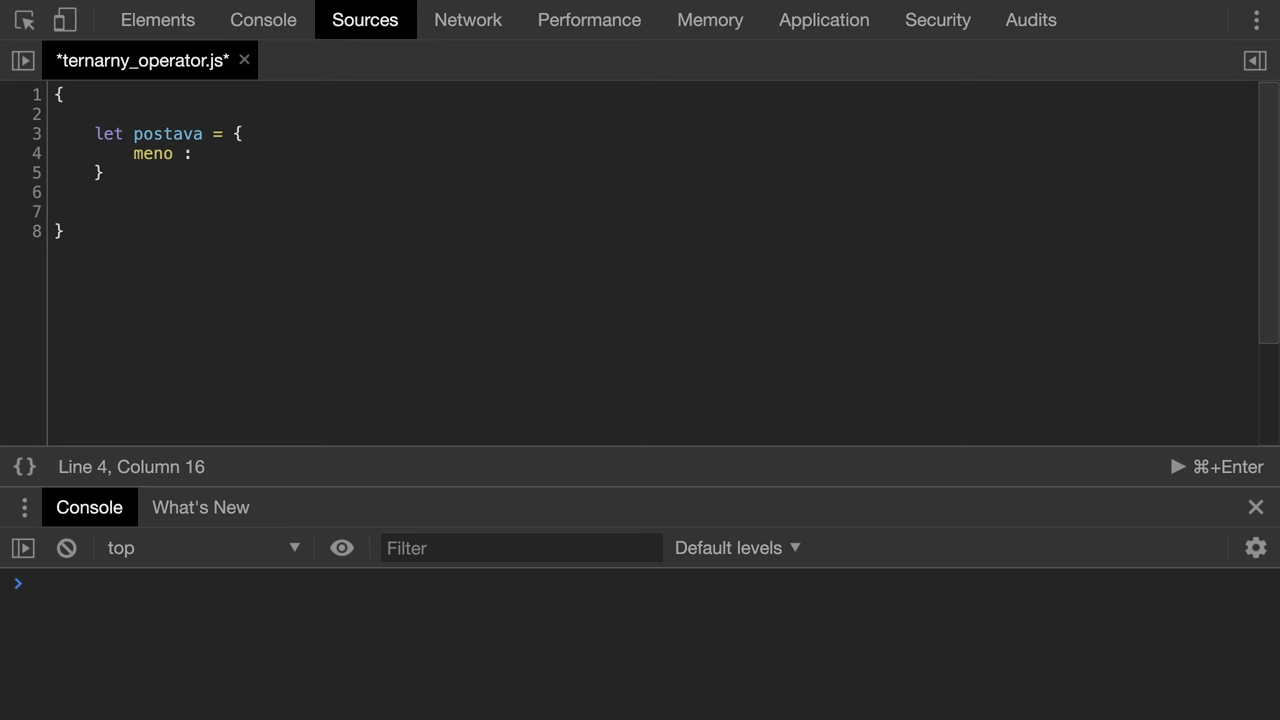 Elements Console Sources Network Performance Memory Application Security Audits
*ternarny_operator.js* ×
1 {
2
3 let postava = {
4 meno :
5 }
6
7
8 }
{} Line 4, Column 16 ⌘+Enter
Console What's New
top Filter Default levels